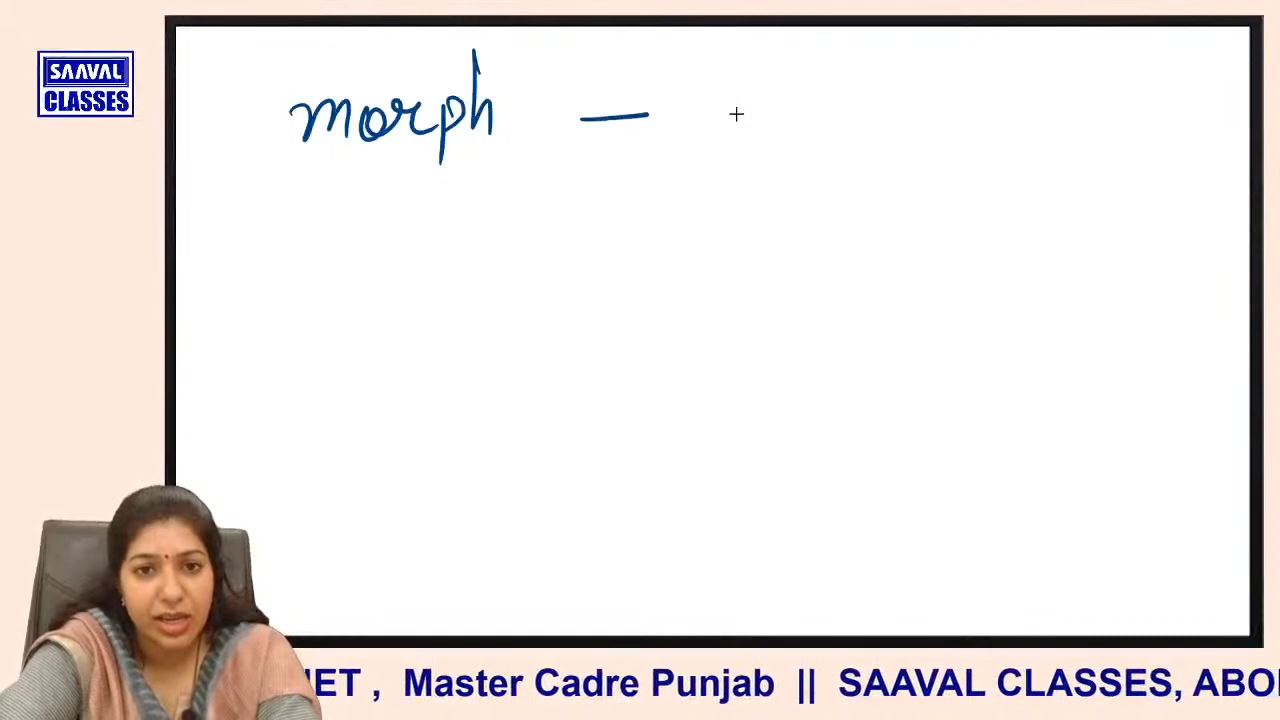 SAAVAL
CLASSES
morph —
ET , Master Cadre Punjab || SAAVAL CLASSES, ABO